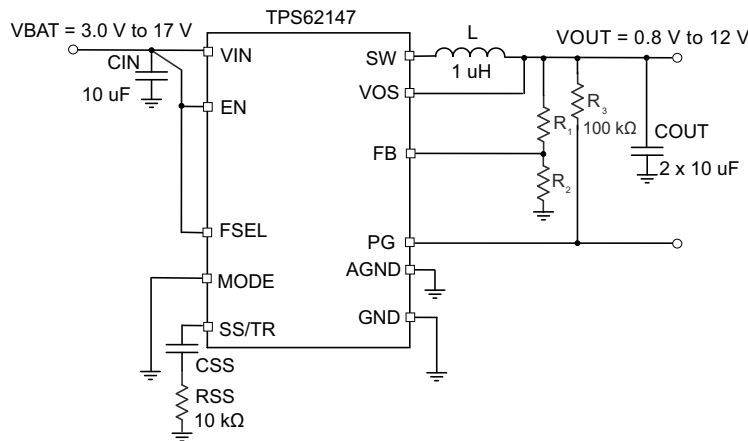 TPS62147
VBAT = 3.0 V to 17 V
VIN
CIN
10 uF
EN
FSEL
MODE
SS/TR
CSS
RSS
10 kΩ
SW
VOS
FB
PG
AGND
GND
L
1 uH
VOUT = 0.8 V to 12 V
R1
R2
R3
100 kΩ
COUT
2 x 10 uF